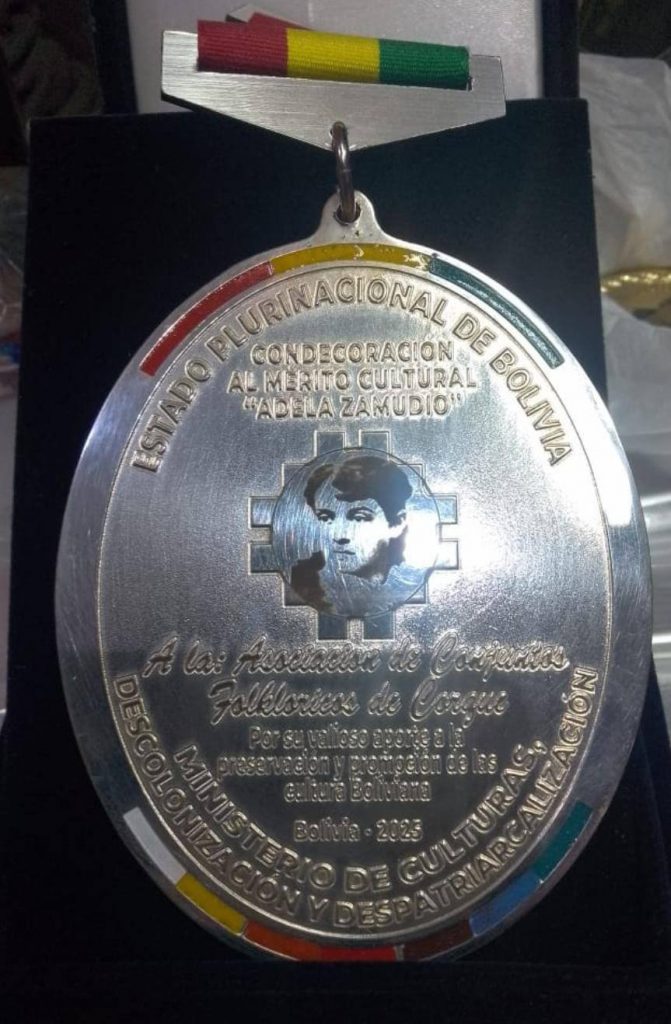 ESTADO PLURINACIONAL DE BOLIVIA
CONDECORACION
AL MERITO CULTURAL
"ADELA ZAMUDIO"
A la: Asociacion de Conjuntos
Folkloricos de Corque
Por su valioso aporte a la
preservacion y promoción de las
cultura Boliviana
Bolivia - 2025
MINISTERIO DE CULTURAS,
DESCOLONIZACIÓN Y DESPATRIARCALIZACIÓN